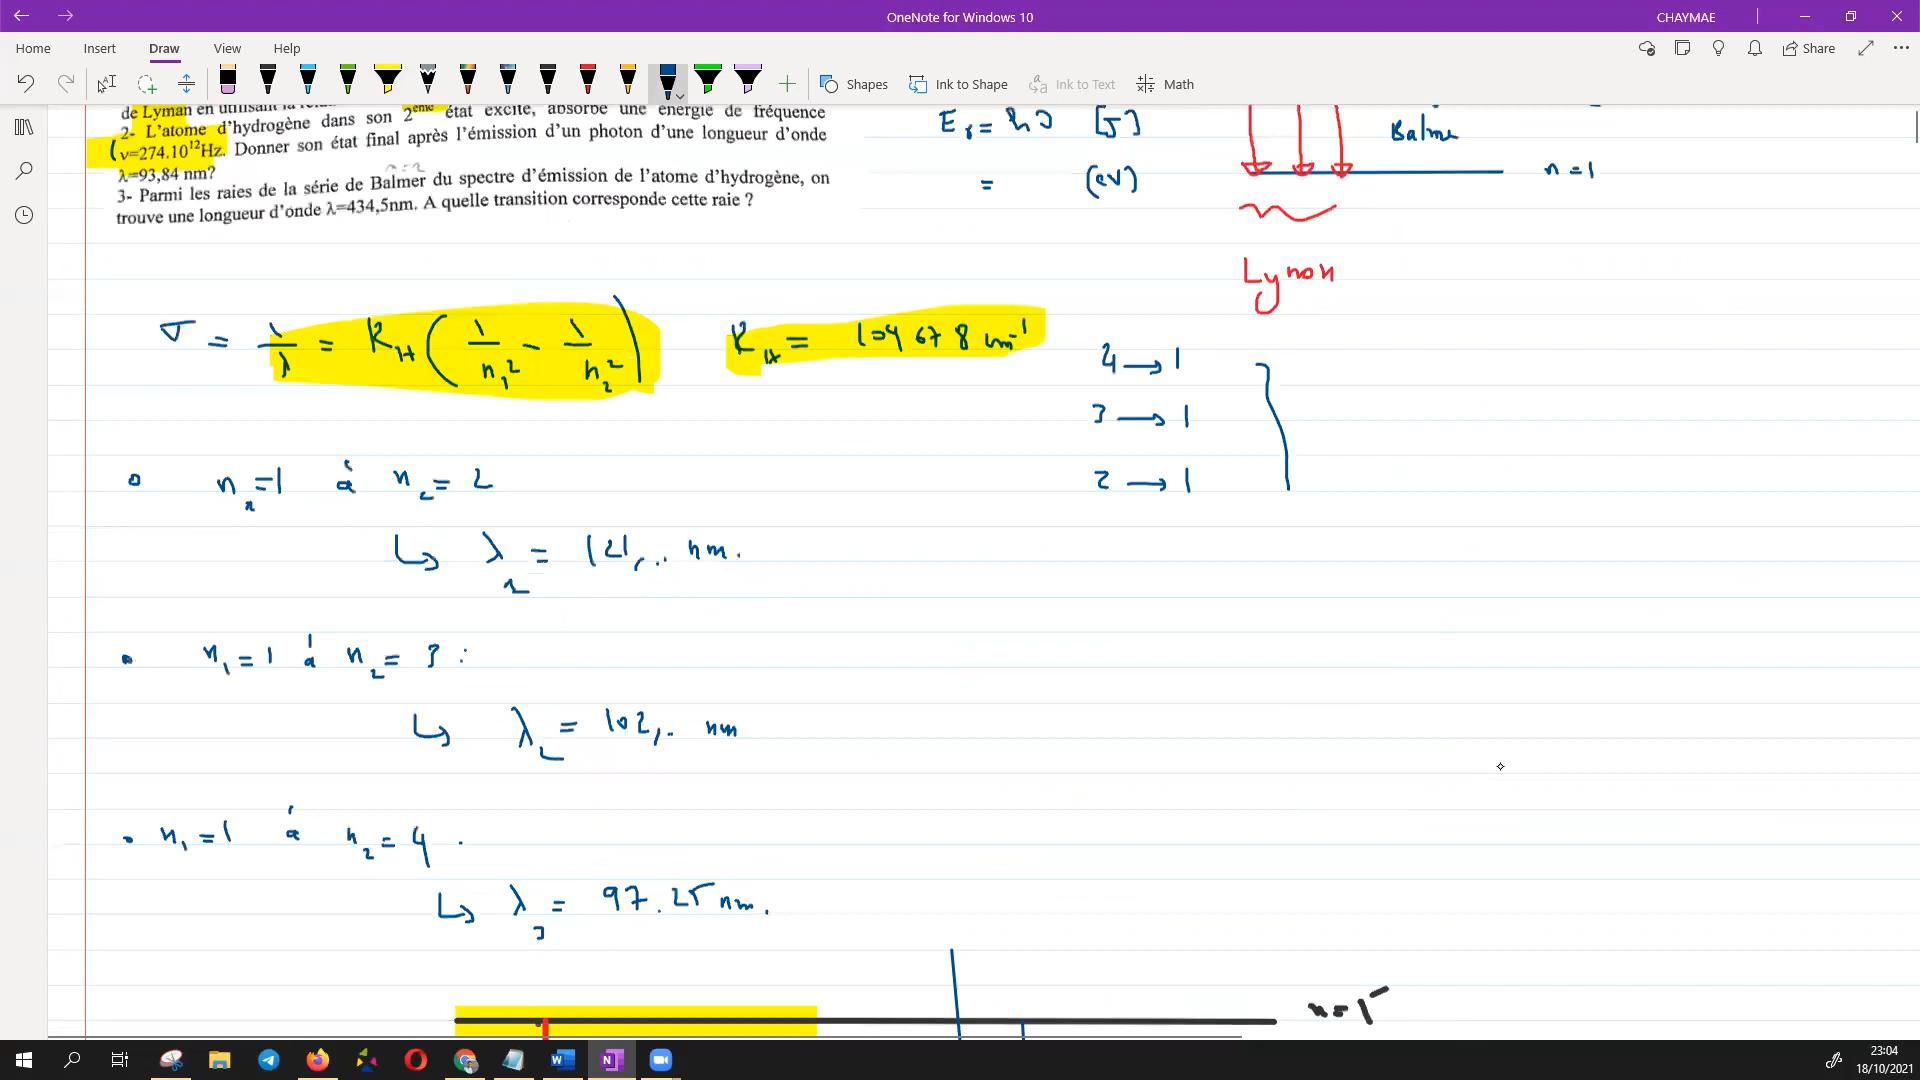 OneNote for Windows 10
CHAYMAE
Home Insert Draw View Help
Share
Shapes Ink to Shape Ink to Text Math
de Lyman en utilisant la
2ème état excité, absorbe une énergie de fréquence
2- L'atome d'hydrogène dans son
(ν=274.10¹²Hz. Donner son état final après l'émission d'un photon d'une longueur d'onde
λ=93,84 nm?
3- Parmi les raies de la série de Balmer du spectre d'émission de l'atome d'hydrogène, on
trouve une longueur d'onde λ=434,5nm. A quelle transition corresponde cette raie ?
[J]
= (eV)
Balme
n = 1
Lyman
σ = 1/λ = R_H (1/n₁² - 1/n₂²) R_H = 109 678 cm⁻¹
4 → 1
3 → 1
2 → 1
n₁ = 1 à n₂ = 2
↳ λ₁ = 121,.. nm.
n₁ = 1 à n₂ = 3 :
↳ λ₂ = 102,.. nm
n₁ = 1 à n₂ = 4 .
↳ λ₃ = 97.25 nm.
23:04
18/10/2021